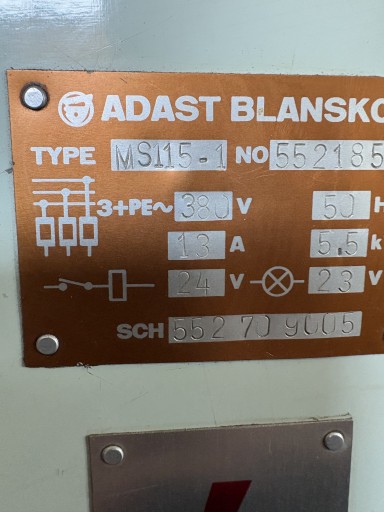 ADAST BLANSKO
TYPE MS115-1 NO 552185
3+PE~ 380 V 50 H
13 A 5.5 k
24 V 23 V
SCH 552 70 9005